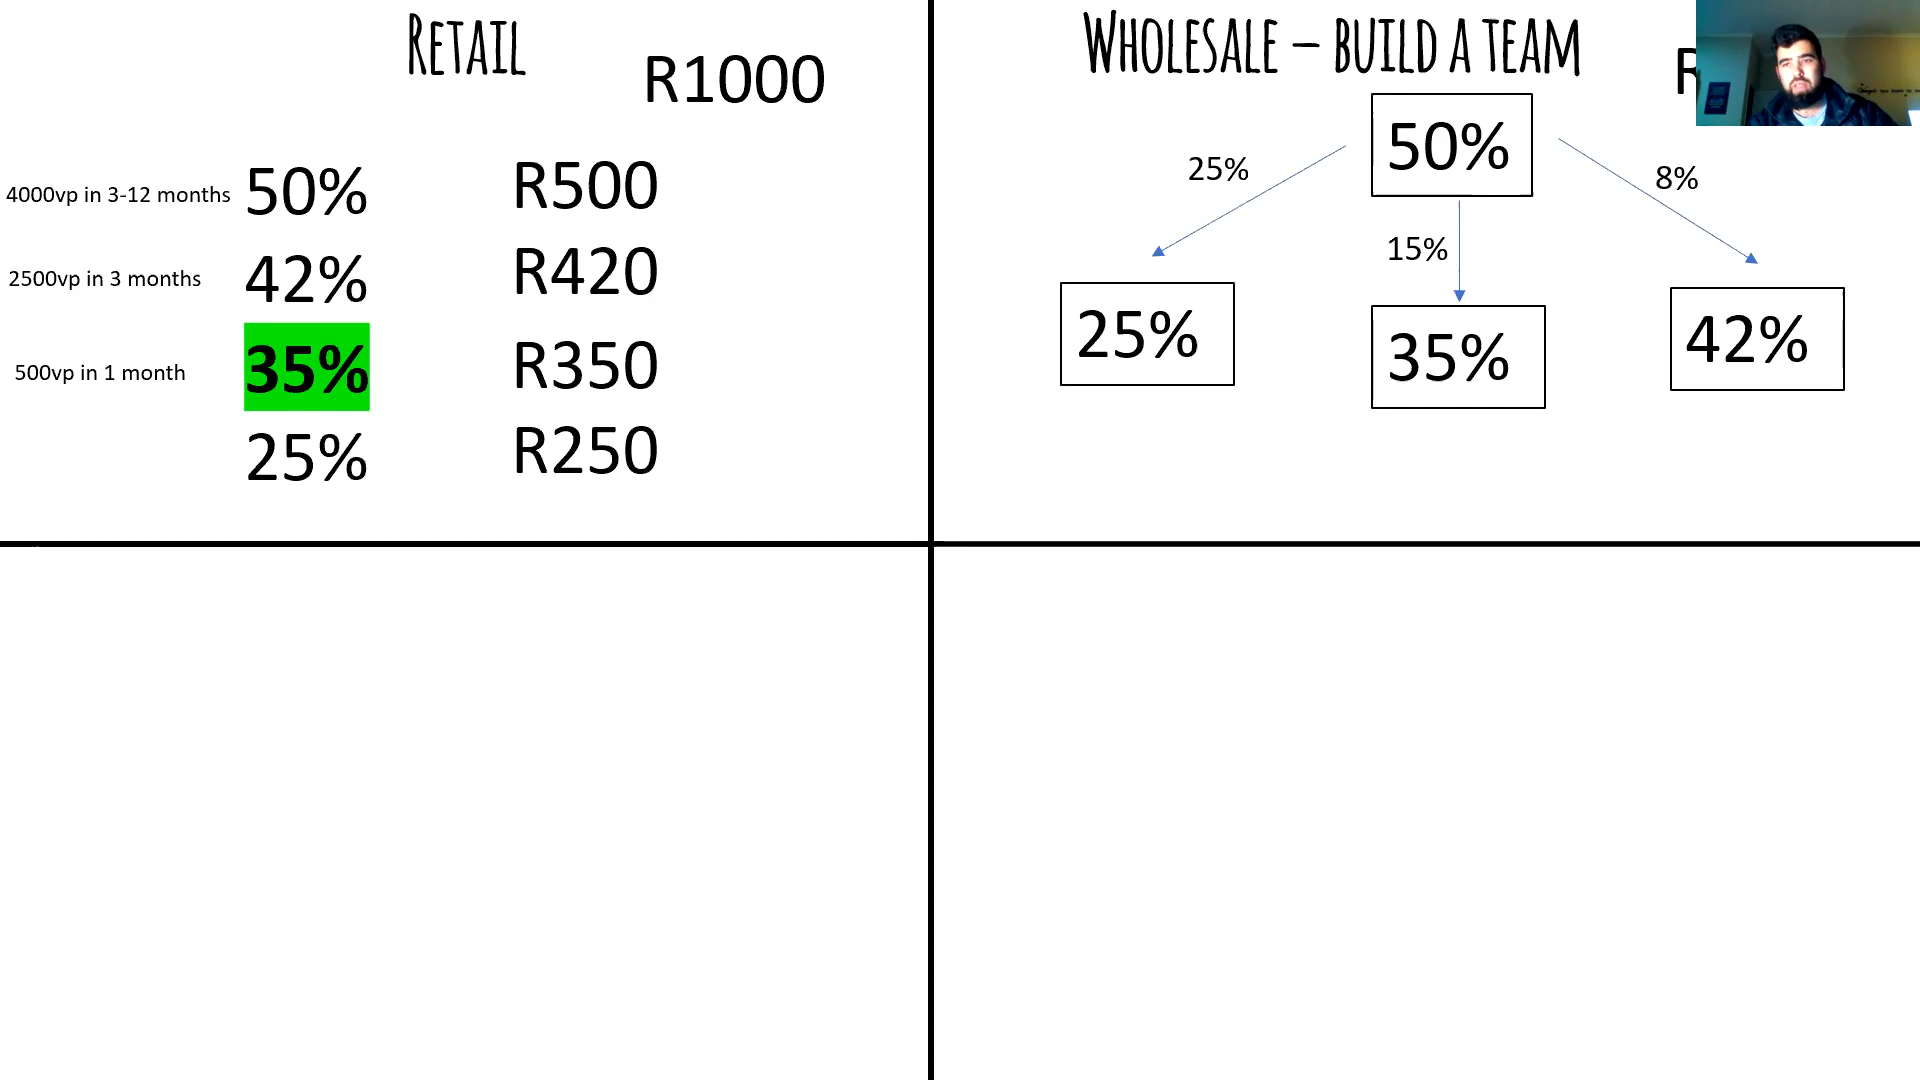 RETAIL
R1000
4000vp in 3-12 months 50% R500
2500vp in 3 months 42% R420
500vp in 1 month 35% R350
25% R250
WHOLESALE – BUILD A TEAM
50%
25%
8%
15%
25%
35%
42%